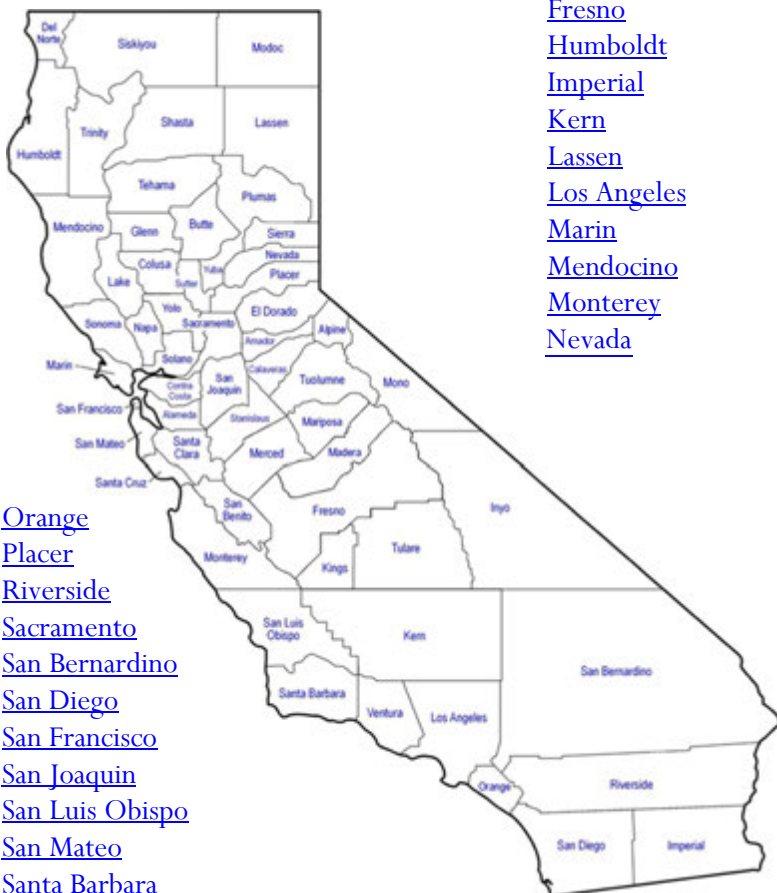 Fresno
Humboldt
Imperial
Kern
Lassen
Los Angeles
Marin
Mendocino
Monterey
Nevada
Del
Norte
Siskiyou
Modoc
Humboldt
Trinity
Shasta
Lassen
Tehama
Plumas
Mendocino
Glenn
Butte
Sierra
Nevada
Colusa
Yuba
Placer
Lake
Sutter
Yolo
El Dorado
Sonoma
Napa
Sacramento
Alpine
Amador
Solano
Marin
Calaveras
San
Joaquin
Tuolumne
Mono
Contra
Costa
San Francisco
Alameda
Stanislaus
Mariposa
San Mateo
Santa
Clara
Merced
Madera
Santa Cruz
San
Benito
Fresno
Inyo
Monterey
Kings
Tulare
San Luis
Obispo
Kern
San Bernardino
Santa Barbara
Ventura
Los Angeles
Orange
Riverside
San Diego
Imperial
Orange
Placer
Riverside
Sacramento
San Bernardino
San Diego
San Francisco
San Joaquin
San Luis Obispo
San Mateo
Santa Barbara